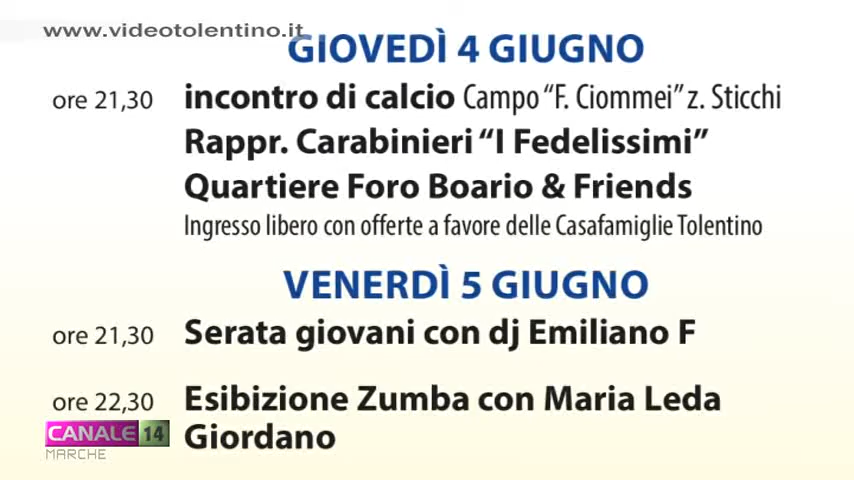 www.videotolentino.it
GIOVEDÌ 4 GIUGNO
ore 21,30 incontro di calcio Campo “F. Ciommei” z. Sticchi
Rappr. Carabinieri “I Fedelissimi”
Quartiere Foro Boario & Friends
Ingresso libero con offerte a favore delle Casafamiglie Tolentino
VENERDÌ 5 GIUGNO
ore 21,30 Serata giovani con dj Emiliano F
ore 22,30 Esibizione Zumba con Maria Leda
Giordano
CANALE 14
MARCHE